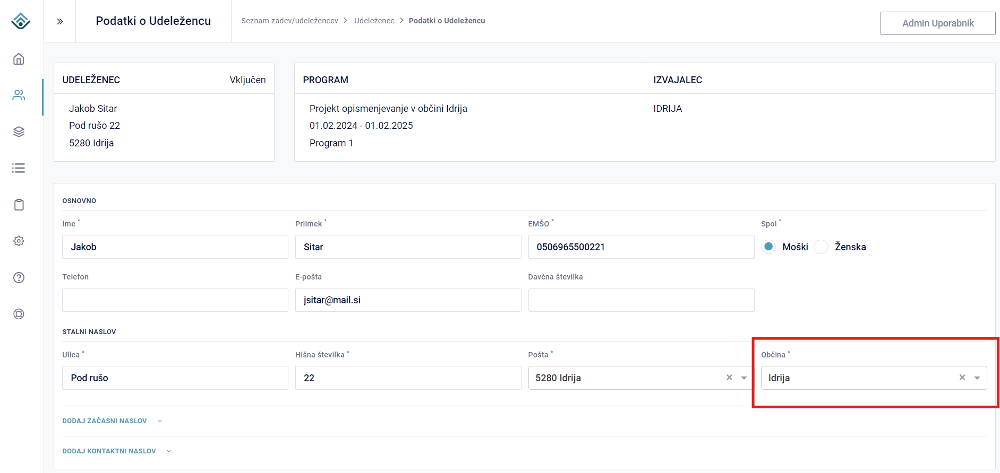 Podatki o Udeležencu
Seznam zadev/udeležencev > Udeleženec > Podatki o Udeležencu
Admin Uporabnik
UDELEŽENEC
Vključen
Jakob Sitar
Pod rušo 22
5280 Idrija
PROGRAM
Projekt opismenjevanje v občini Idrija
01.02.2024 - 01.02.2025
Program 1
IZVAJALEC
IDRIJA
OSNOVNO
Ime *
Jakob
Priimek *
Sitar
EMŠO *
0506965500221
Spol *
Moški
Ženska
Telefon
E-pošta
jsitar@mail.si
Davčna številka
STALNI NASLOV
Ulica *
Pod rušo
Hišna številka *
22
Pošta *
5280 Idrija
Občina *
Idrija
DODAJ ZAČASNI NASLOV
DODAJ KONTAKTNI NASLOV